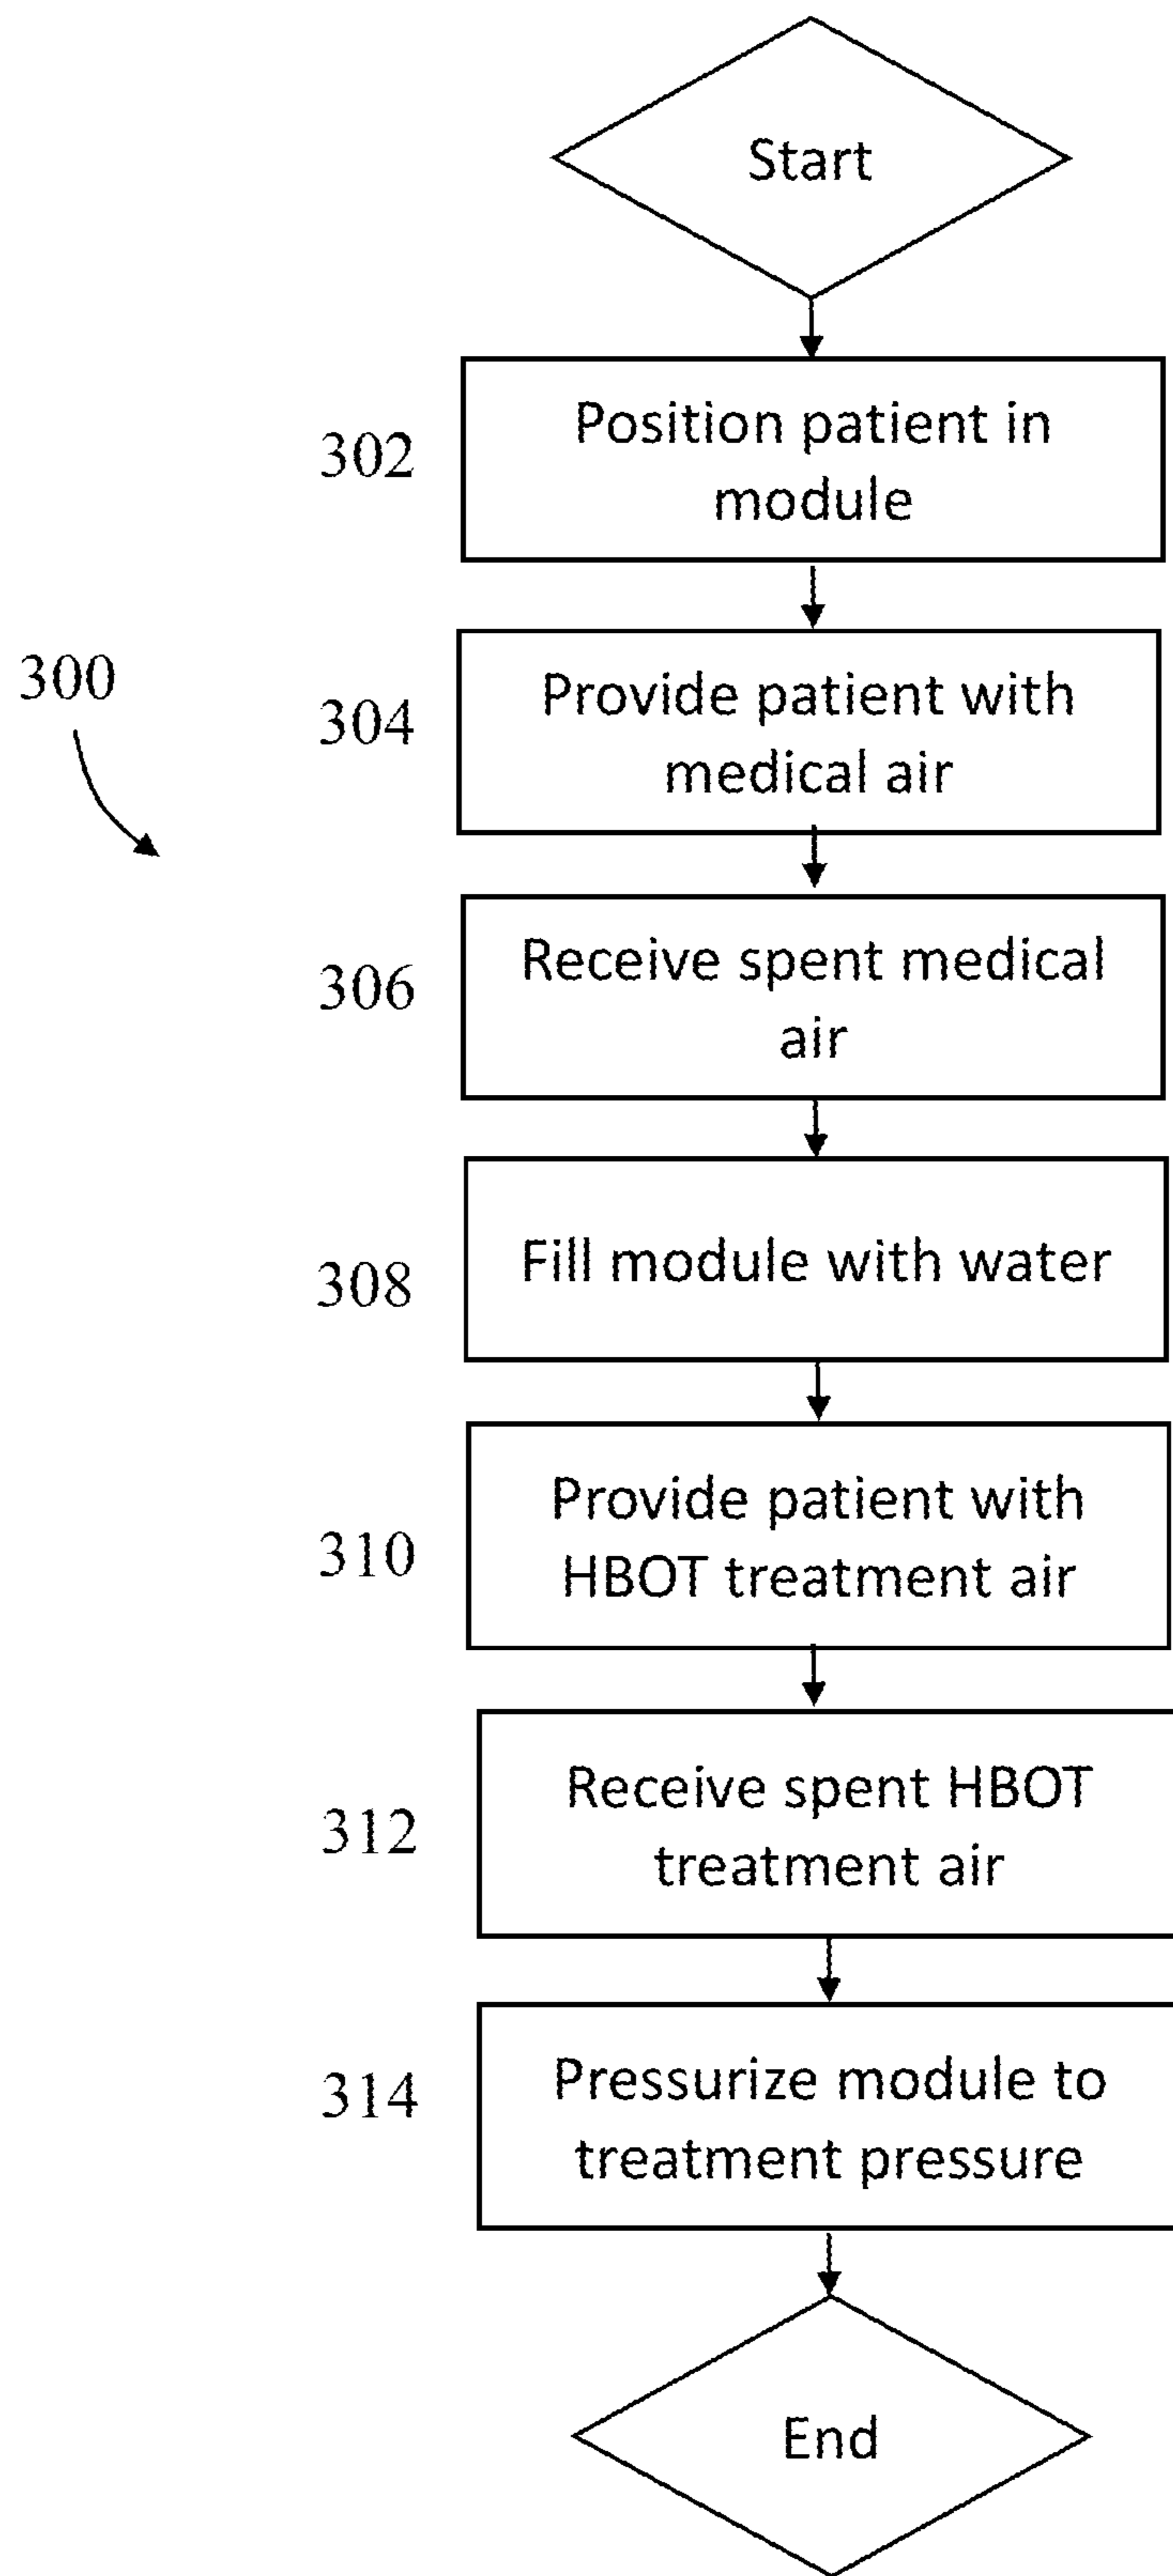 Start
302
Position patient in
module
300
304
Provide patient with
medical air
306
Receive spent medical
air
308
Fill module with water
310
Provide patient with
HBOT treatment air
312
Receive spent HBOT
treatment air
314
Pressurize module to
treatment pressure
End